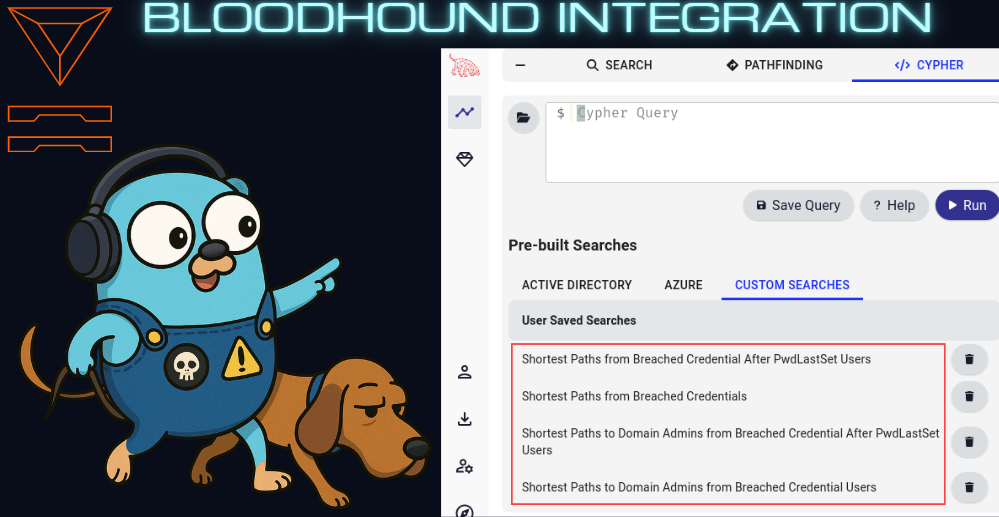 BLOODHOUND INTEGRATION
SEARCH
PATHFINDING
</> CYPHER
$ Cypher Query
Save Query
? Help
Run
Pre-built Searches
ACTIVE DIRECTORY
AZURE
CUSTOM SEARCHES
User Saved Searches
Shortest Paths from Breached Credential After PwdLastSet Users
Shortest Paths from Breached Credentials
Shortest Paths to Domain Admins from Breached Credential After PwdLastSet
Users
Shortest Paths to Domain Admins from Breached Credential Users